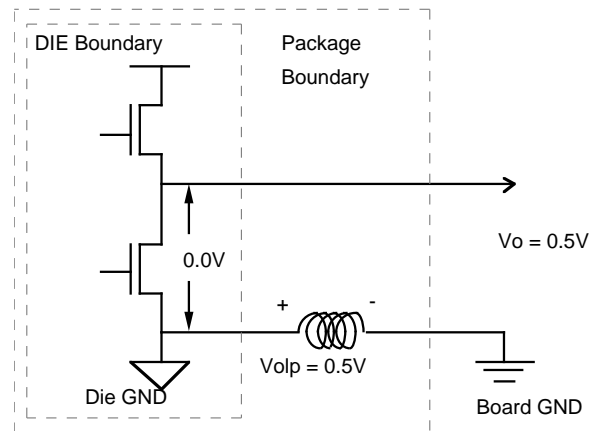 DIE Boundary
Package
Boundary
0.0V
Vo = 0.5V
+
-
Volp = 0.5V
Die GND
Board GND